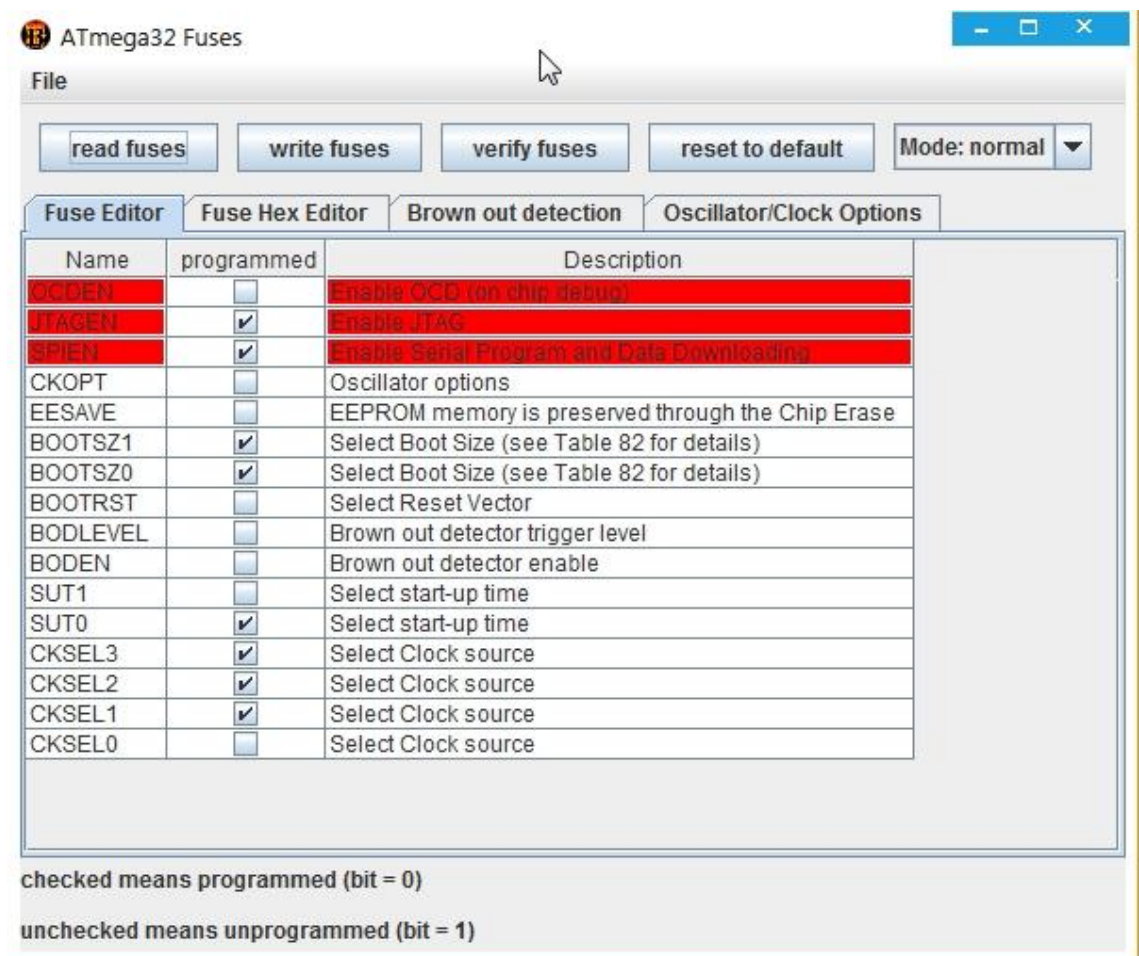 ATmega32 Fuses
File
read fuses write fuses verify fuses reset to default Mode: normal
Fuse Editor Fuse Hex Editor Brown out detection Oscillator/Clock Options
Name programmed Description
OCDEN Enable OCD (on chip debug)
JTAGEN Enable JTAG
SPIEN Enable Serial Program and Data Downloading
CKOPT Oscillator options
EESAVE EEPROM memory is preserved through the Chip Erase
BOOTSZ1 Select Boot Size (see Table 82 for details)
BOOTSZ0 Select Boot Size (see Table 82 for details)
BOOTRST Select Reset Vector
BODLEVEL Brown out detector trigger level
BODEN Brown out detector enable
SUT1 Select start-up time
SUT0 Select start-up time
CKSEL3 Select Clock source
CKSEL2 Select Clock source
CKSEL1 Select Clock source
CKSEL0 Select Clock source
checked means programmed (bit = 0)
unchecked means unprogrammed (bit = 1)